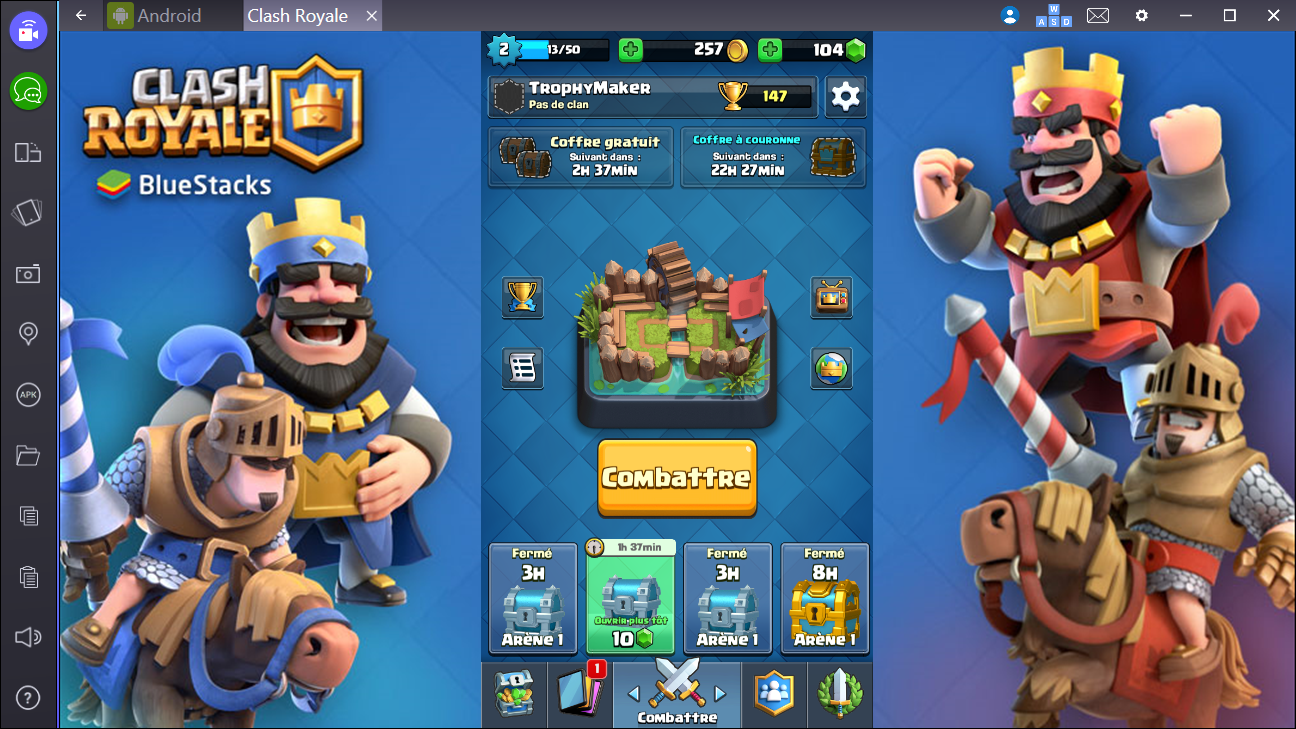 Android
Clash Royale
W
A S D
CLASH
ROYALE
BlueStacks
APK
?
2
13/50
257
104
TrophyMaker
Pas de clan
147
Coffre gratuit
Suivant dans :
2h 37min
Coffre à couronne
Suivant dans :
22h 27min
Combattre
Fermé
3h
Arène 1
1h 37min
Ouvrir plus tôt
10
Fermé
3h
Arène 1
Fermé
8h
Arène 1
1
Combattre